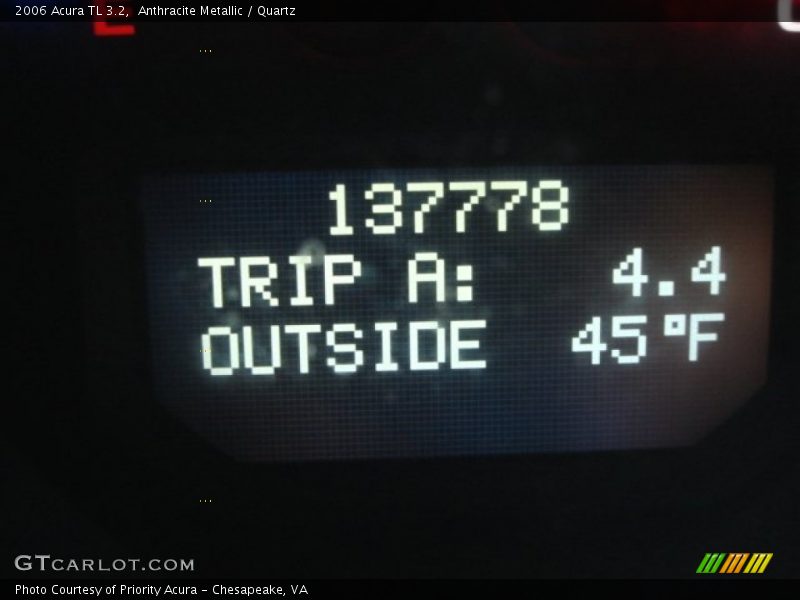 2006 Acura TL 3.2,  Anthracite Metallic / Quartz
E
...
...
137778
TRIP A: 4.4
OUTSIDE 45°F
...
GTCARLOT.COM
Photo Courtesy of Priority Acura – Chesapeake, VA